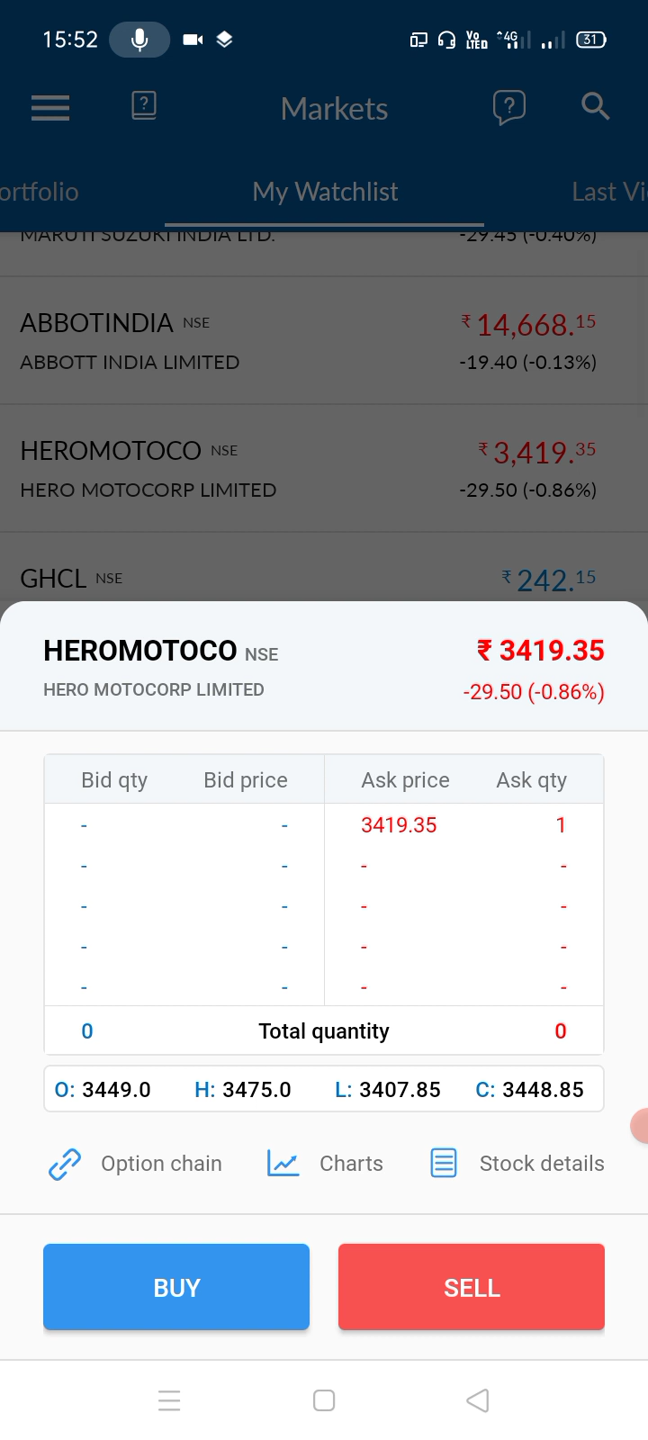 15:52 Vo LTED 4G 31
Markets
ortfolio My Watchlist Last Vi
MARUTI SUZUKI INDIA LTD. -29.45 (-0.40%)
ABBOTINDIA NSE ₹ 14,668.15
ABBOTT INDIA LIMITED -19.40 (-0.13%)
HEROMOTOCO NSE ₹ 3,419.35
HERO MOTOCORP LIMITED -29.50 (-0.86%)
GHCL NSE ₹ 242.15
HEROMOTOCO NSE ₹ 3419.35
HERO MOTOCORP LIMITED -29.50 (-0.86%)
Bid qty Bid price Ask price Ask qty
- - 3419.35 1
- - - -
- - - -
- - - -
- - - -
0 Total quantity 0
O: 3449.0 H: 3475.0 L: 3407.85 C: 3448.85
Option chain Charts Stock details
BUY SELL